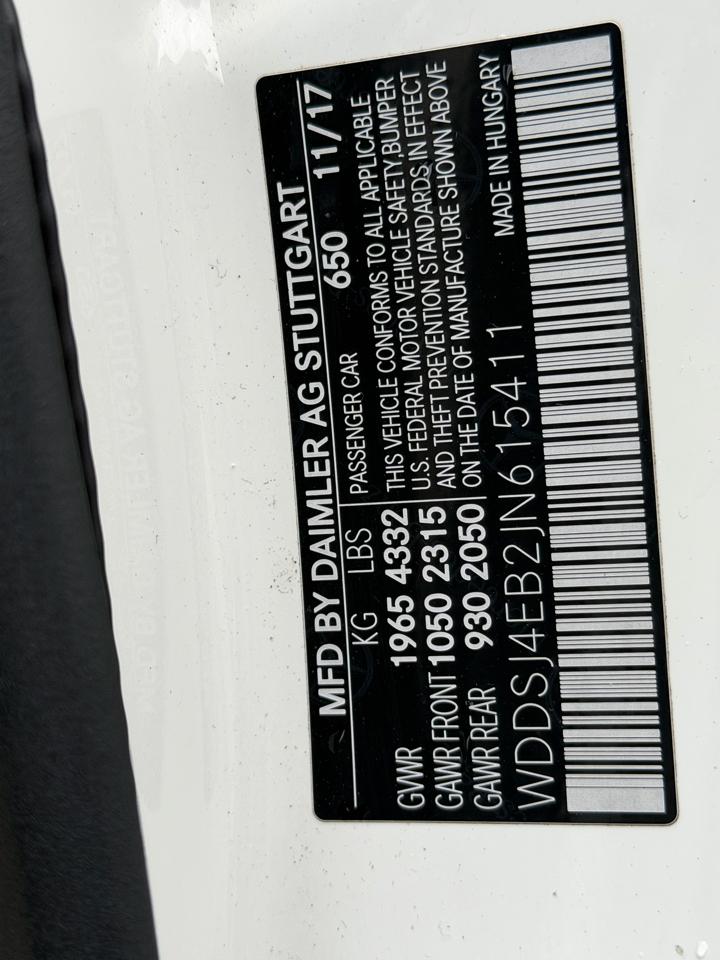 MFD BY DAIMLER AG STUTTGART
KG LBS 650 11/17
PASSENGER CAR
GVWR 1965 4332
GAWR FRONT 1050 2315
GAWR REAR 930 2050
THIS VEHICLE CONFORMS TO ALL APPLICABLE
U.S. FEDERAL MOTOR VEHICLE SAFETY,BUMPER
AND THEFT PREVENTION STANDARDS IN EFFECT
ON THE DATE OF MANUFACTURE SHOWN ABOVE
MADE IN HUNGARY
WDDSJ4EB2JN615411